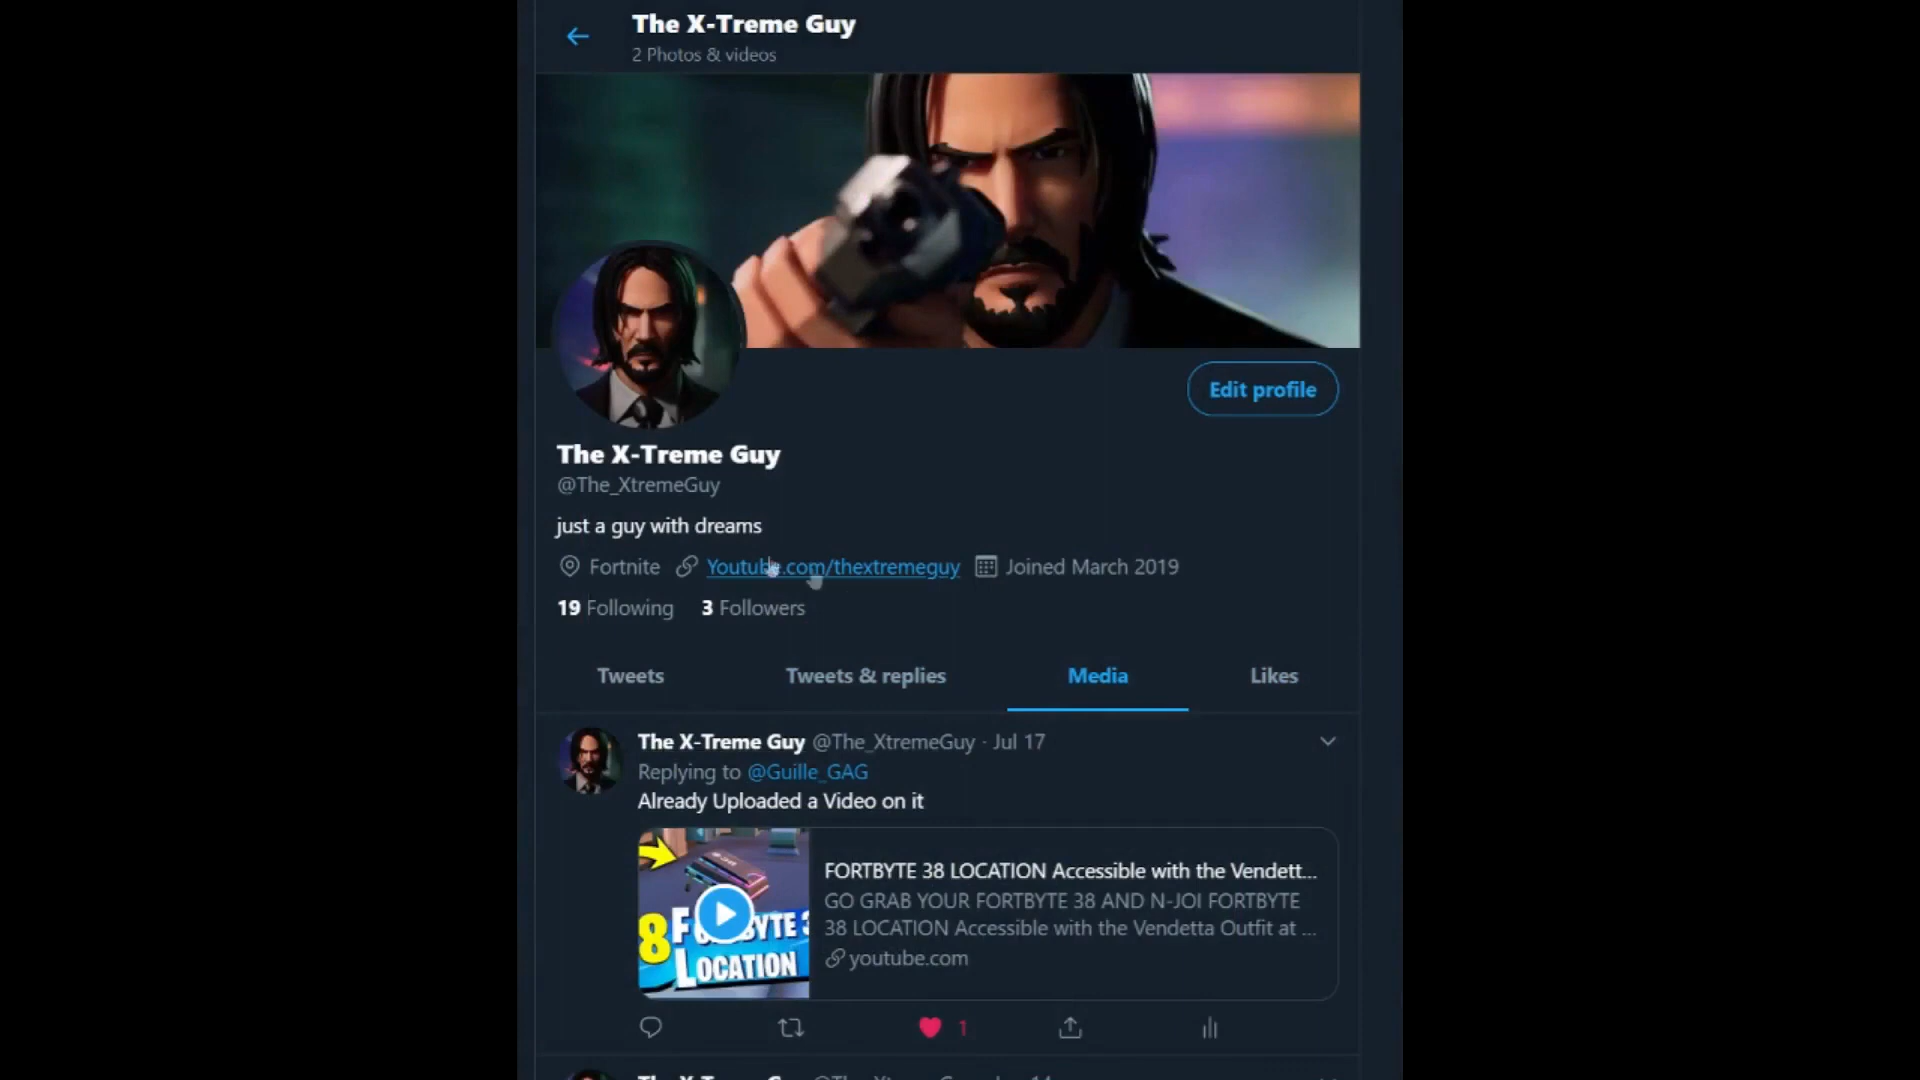 The X-Treme Guy
2 Photos & videos
Edit profile
The X-Treme Guy
@The_XtremeGuy
just a guy with dreams
Fortnite Youtube.com/thextremeguy Joined March 2019
19 Following 3 Followers
Tweets Tweets & replies Media Likes
The X-Treme Guy @The_XtremeGuy · Jul 17
Replying to @Guille_GAG
Already Uploaded a Video on it
FORTBYTE 38 LOCATION Accessible with the Vendett...
GO GRAB YOUR FORTBYTE 38 AND N-JOI FORTBYTE
38 LOCATION Accessible with the Vendetta Outfit at ...
youtube.com
LOCATION
1